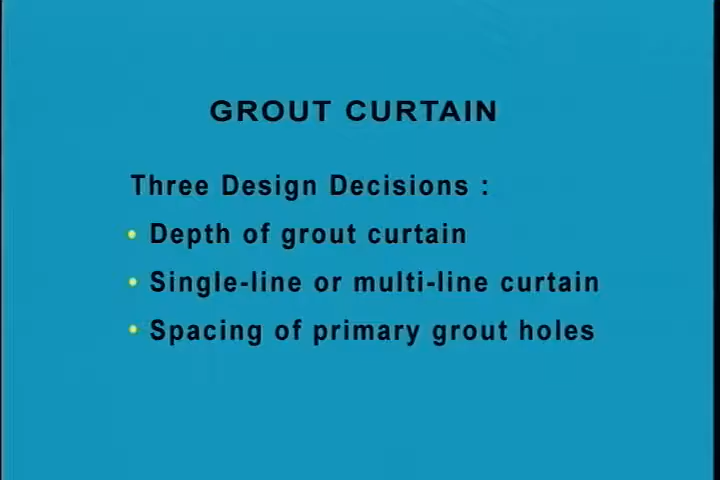 GROUT CURTAIN
Three Design Decisions :
• Depth of grout curtain
• Single-line or multi-line curtain
• Spacing of primary grout holes